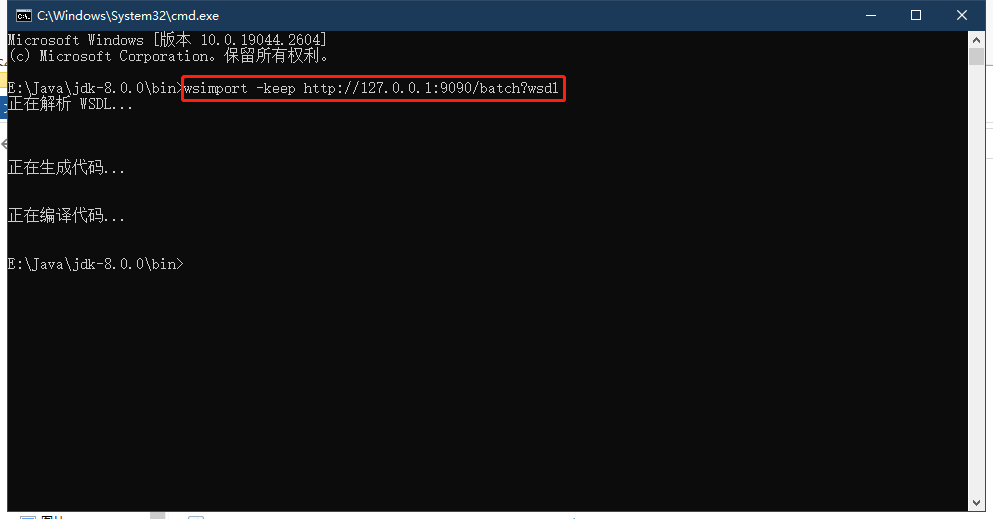 C:\Windows\System32\cmd.exe
Microsoft Windows [版本 10.0.19044.2604]
(c) Microsoft Corporation。保留所有权利。
E:\Java\jdk-8.0.0\bin>wsimport -keep http://127.0.0.1:9090/batch?wsdl
正在解析 WSDL...
正在生成代码...
正在编译代码...
E:\Java\jdk-8.0.0\bin>